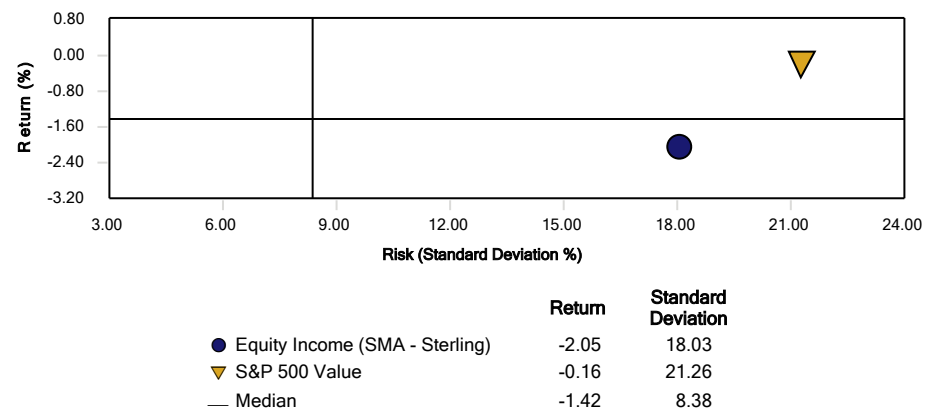 0.80
0.00
-0.80
-1.60
-2.40
-3.20
Return (%)
3.00 6.00 9.00 12.00 15.00 18.00 21.00 24.00
Risk (Standard Deviation %)
Return Standard Deviation
Equity Income (SMA - Sterling) -2.05 18.03
S&P 500 Value -0.16 21.26
Median -1.42 8.38